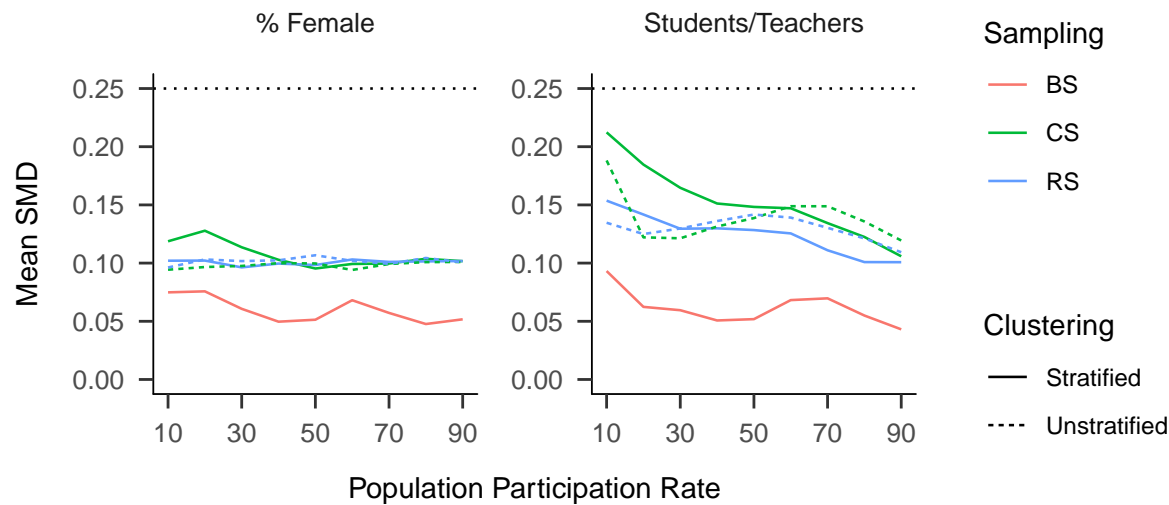 % Female
Students/Teachers
Mean SMD
0.25
0.20
0.15
0.10
0.05
0.00
10 30 50 70 90
0.25
0.20
0.15
0.10
0.05
0.00
10 30 50 70 90
Population Participation Rate
Sampling
BS
CS
RS
Clustering
Stratified
Unstratified